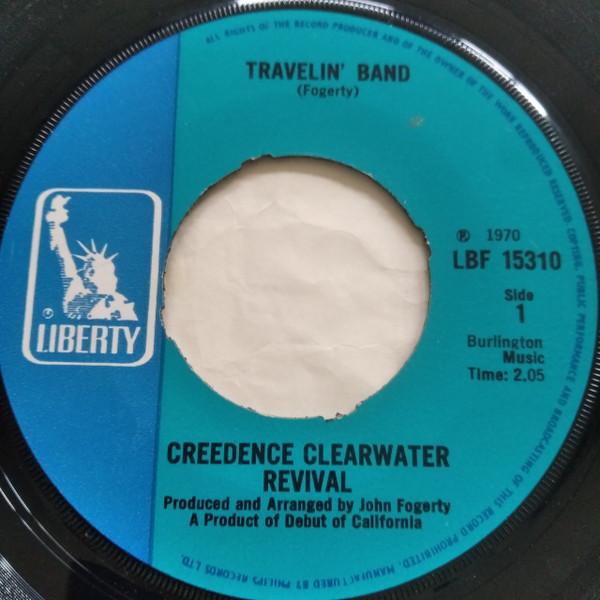 ALL RIGHTS OF THE RECORD PRODUCER AND OF THE OWNER OF THE WORK REPRODUCED RESERVED. COPYING, PUBLIC PERFORMANCE AND BROADCASTING OF THIS RECORD PROHIBITED. MANUFACTURED BY PHILIPS RECORDS LTD.
TRAVELIN' BAND
(Fogerty)
℗ 1970
LBF 15310
Side
1
Burlington
Music
Time: 2.05
LIBERTY
CREEDENCE CLEARWATER
REVIVAL
Produced and Arranged by John Fogerty
A Product of Debut of California